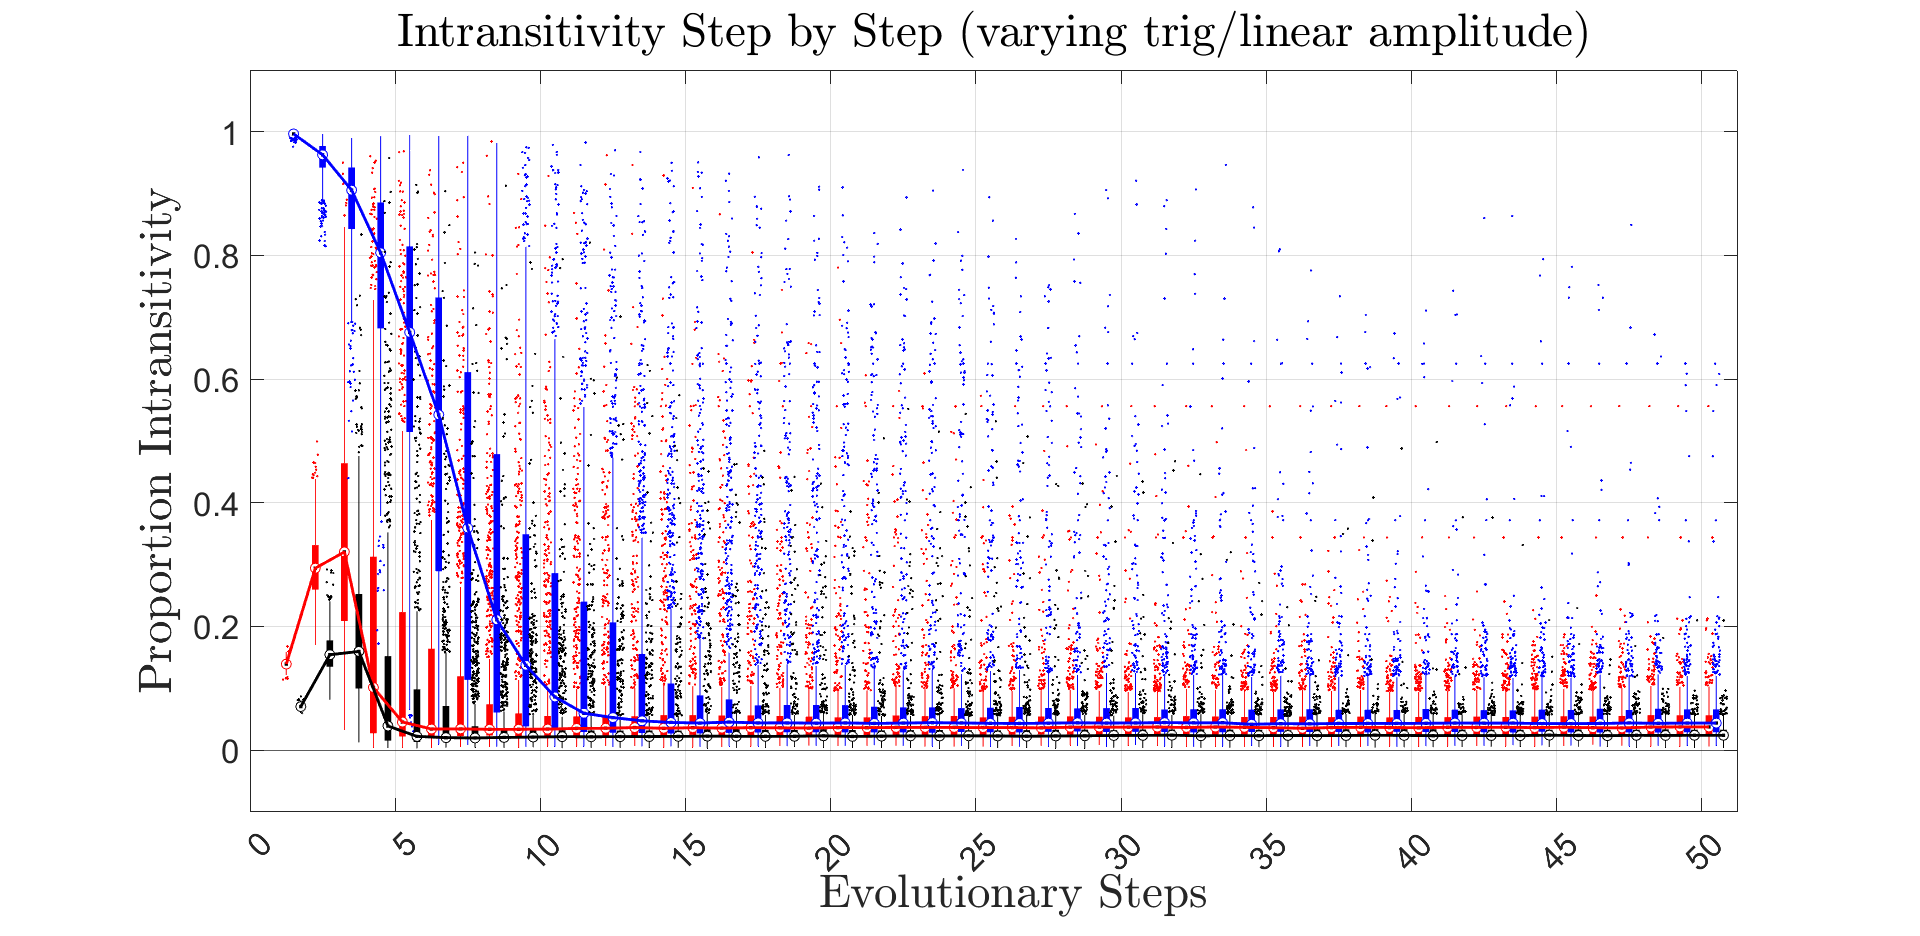 Intransitivity Step by Step (varying trig/linear amplitude)
Proportion Intransitivity
1
0.8
0.6
0.4
0.2
0
0 5 10 15 20 25 30 35 40 45 50
Evolutionary Steps